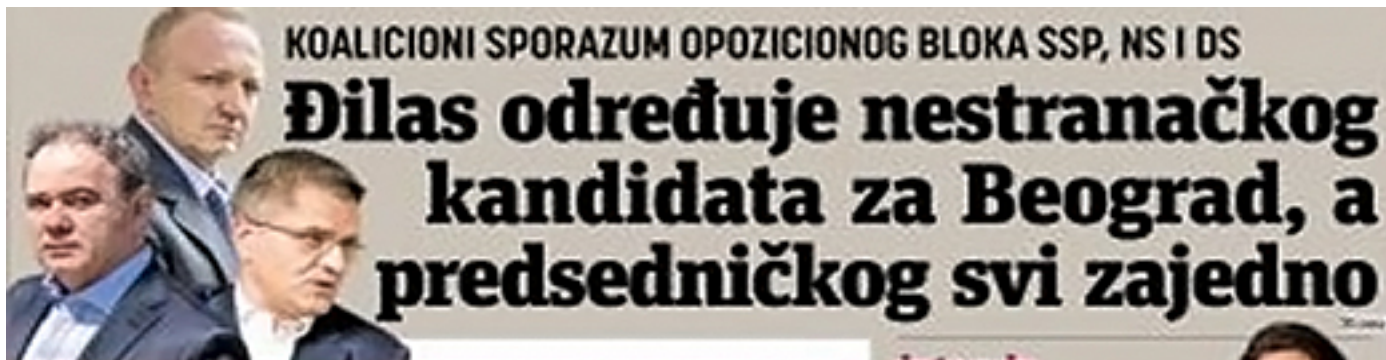 KOALICIONI SPORAZUM OPOZICIONOG BLOKA SSP, NS I DS
Đilas određuje nestranačkog
kandidata za Beograd, a
predsedničkog svi zajedno